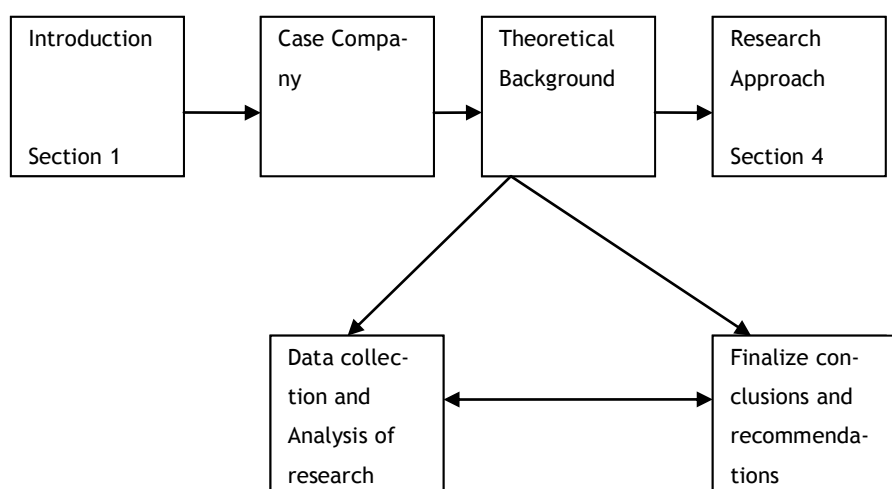 Introduction
Section 1
Case Compa-
ny
Theoretical
Background
Research
Approach
Section 4
Data collec-
tion and
Analysis of
research
Finalize con-
clusions and
recommenda-
tions